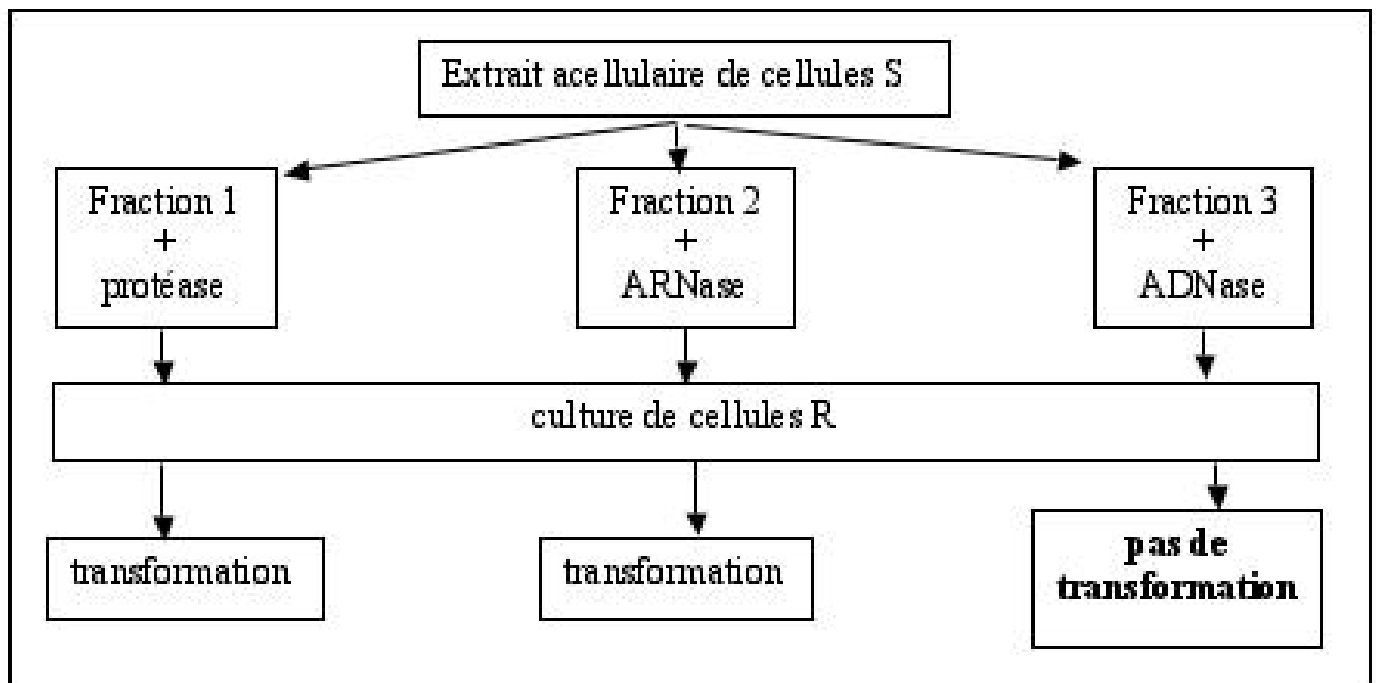 Extrait acellulaire de cellules S
Fraction 1
+
protéase
Fraction 2
+
ARNase
Fraction 3
+
ADNase
culture de cellules R
transformation
transformation
pas de
transformation